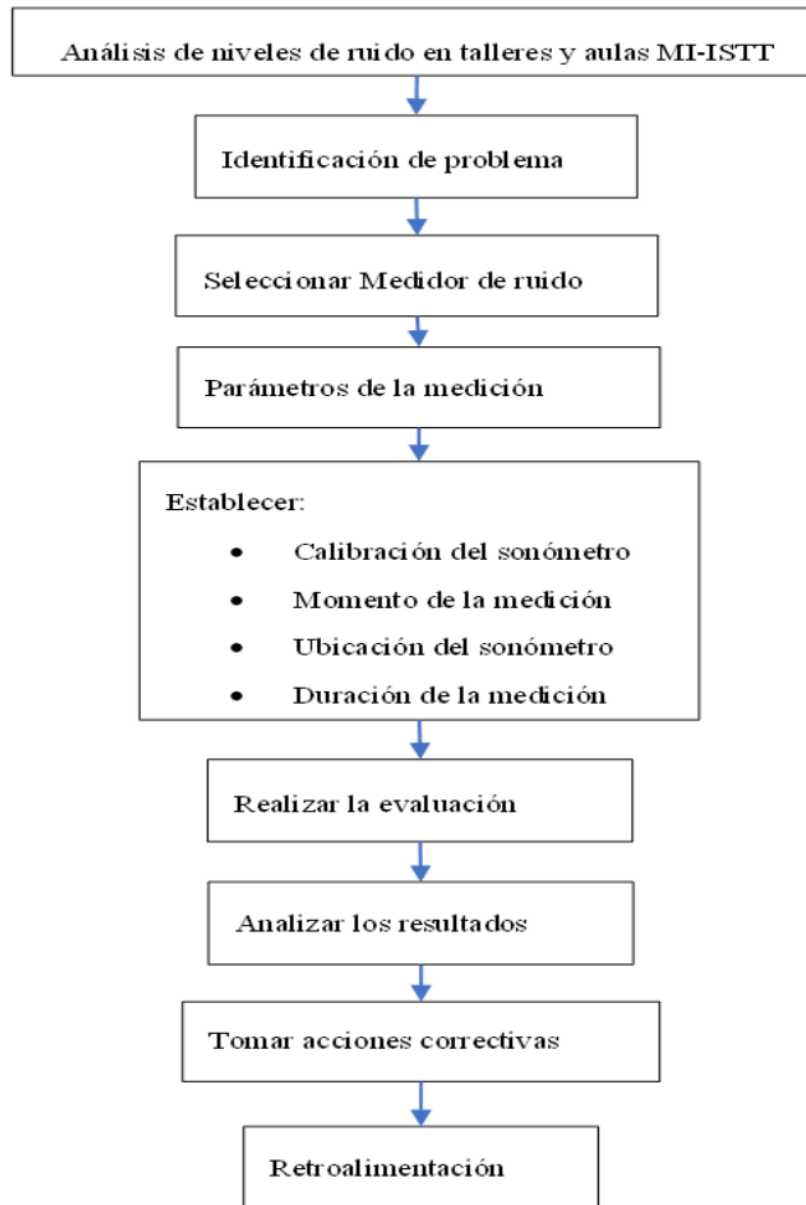 Análisis de niveles de ruido en talleres y aulas MI-ISTT
Identificación de problema
Seleccionar Medidor de ruido
Parámetros de la medición
Establecer:
• Calibración del sonómetro
• Momento de la medición
• Ubicación del sonómetro
• Duración de la medición
Realizar la evaluación
Analizar los resultados
Tomar acciones correctivas
Retroalimentación